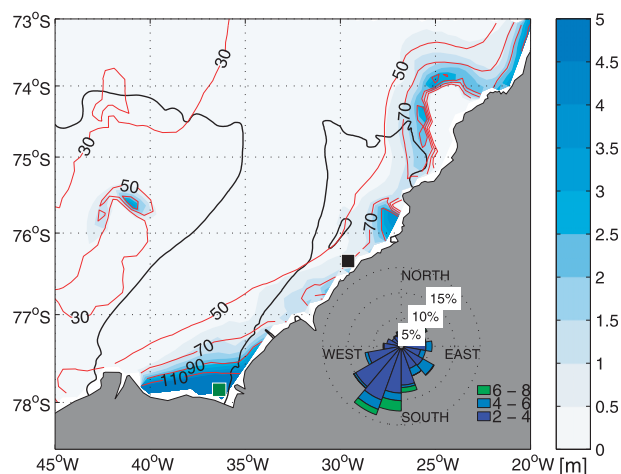 73°S
74°S
75°S
76°S
77°S
78°S
45°W
40°W
35°W
30°W
25°W
20°W
30
50
70
30
50
30
50
70
70
90
110
NORTH
15%
10%
5%
WEST
EAST
SOUTH
6 – 8
4 – 6
2 – 4
5
4.5
4
3.5
3
2.5
2
1.5
1
0.5
0
[m]